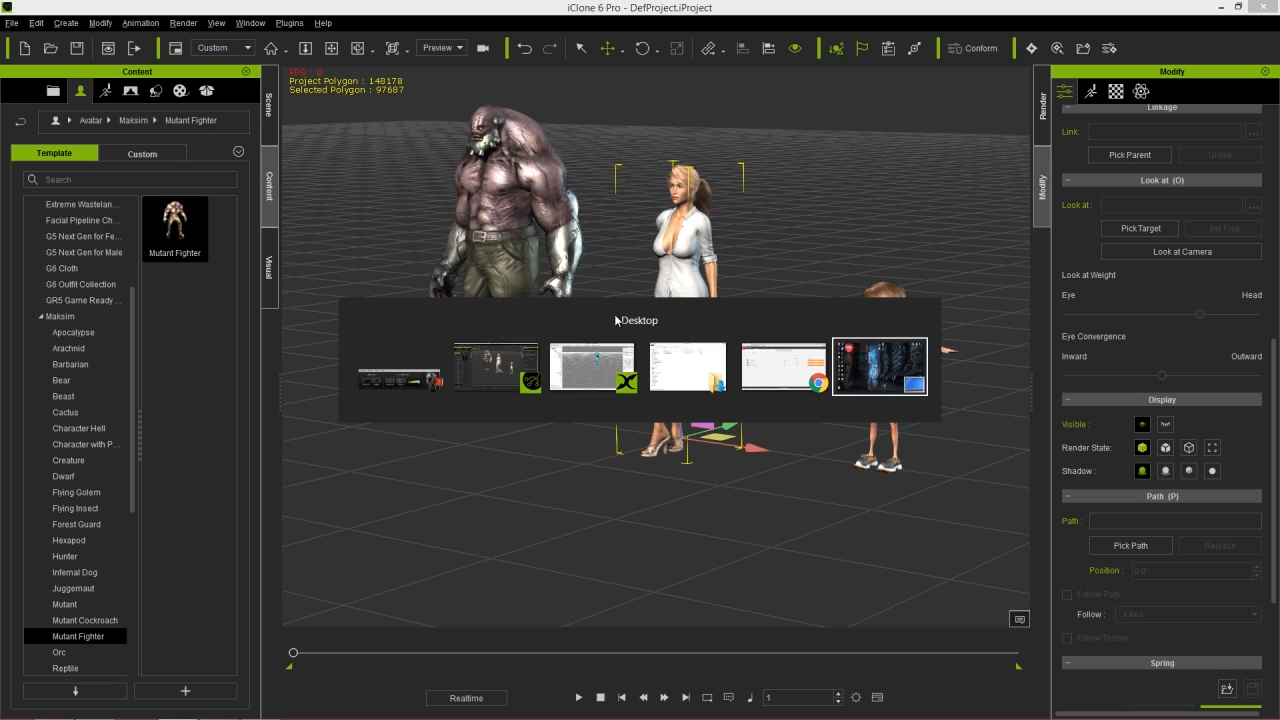 iClone 6 Pro - DefProject.iProject
File Edit Create Modify Animation Render View Window Plugins Help
Custom
Preview
Conform
Content
Avatar Maksim Mutant Fighter
Template Custom
Search
Extreme Wastelan...
Facial Pipeline Ch...
G5 Next Gen for Fe...
G5 Next Gen for Male
G6 Cloth
G6 Outfit Collection
GR5 Game Ready ...
Maksim
Apocalypse
Arachnid
Barbarian
Bear
Beast
Cactus
Character Hell
Character with P...
Creature
Dwarf
Flying Golem
Flying Insect
Forest Guard
Hexapod
Hunter
Infernal Dog
Juggernaut
Mutant
Mutant Cockroach
Mutant Fighter
Orc
Reptile
Mutant Fighter
Scene
Content
Visual
FPS : 0
Project Polygon : 148178
Selected Polygon : 97687
Desktop
Realtime
1
Render
Modify
Modify
Linkage
Link:
...
Pick Parent Unlink
Look at (O)
Look at :
...
Pick Target Set Free
Look at Camera
Look at Weight
Eye Head
Eye Convergence
Inward Outward
Display
Visible :
Render State:
Shadow :
Path (P)
Path :
Pick Path Release
Position : 0.0
Follow Path
Follow : X Axis
Follow Terrain
Spring